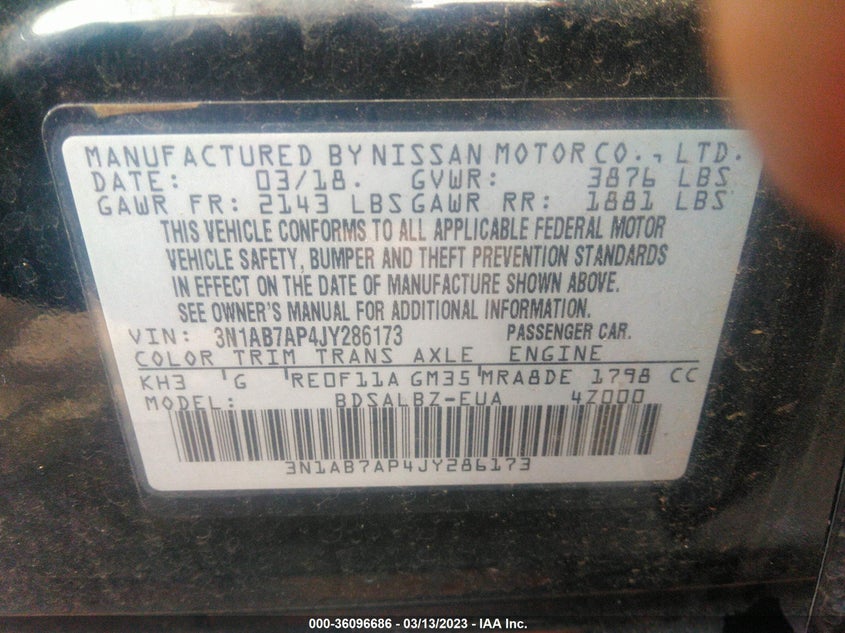 MANUFACTURED BY NISSAN MOTOR CO., LTD.
DATE: 03/18. GVWR: 3876 LBS
GAWR FR: 2143 LBS GAWR RR: 1881 LBS
THIS VEHICLE CONFORMS TO ALL APPLICABLE FEDERAL MOTOR
VEHICLE SAFETY, BUMPER AND THEFT PREVENTION STANDARDS
IN EFFECT ON THE DATE OF MANUFACTURE SHOWN ABOVE.
SEE OWNER'S MANUAL FOR ADDITIONAL INFORMATION.
VIN: 3N1AB7AP4JY286173 PASSENGER CAR.
COLOR TRIM TRANS AXLE ENGINE
KH3 G RE0F11A GM35 MRA8DE 1798 CC
MODEL: BDSALBZ-EUA 4Z000
3N1AB7AP4JY286173
000-36096686 - 03/13/2023 - IAA Inc.